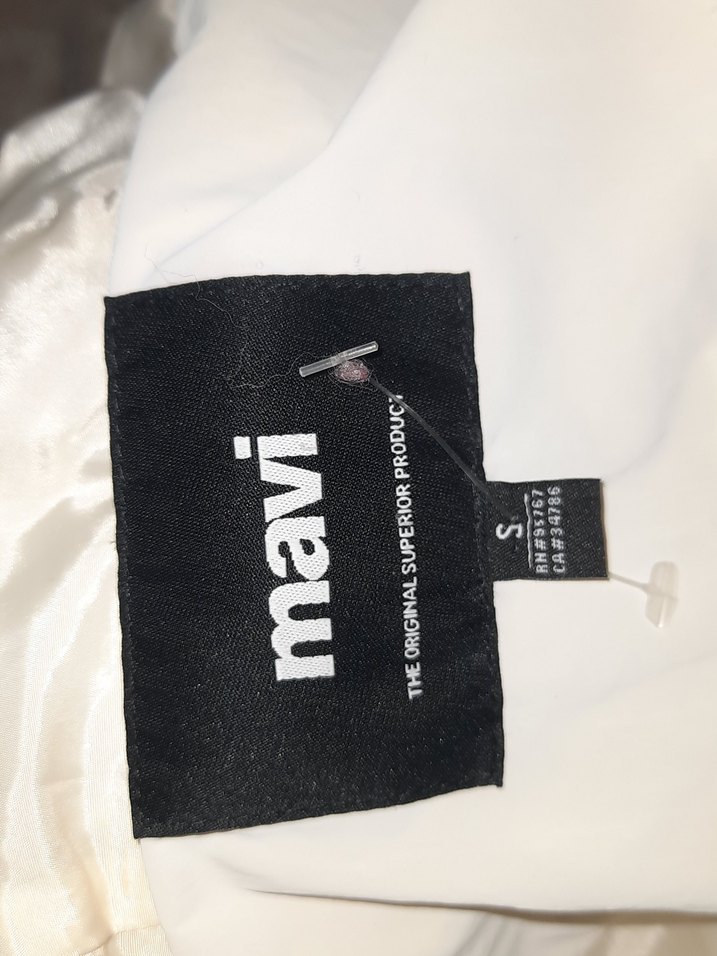 mavi
THE ORIGINAL SUPERIOR PRODUCT
S
RN#95767
CA#34786